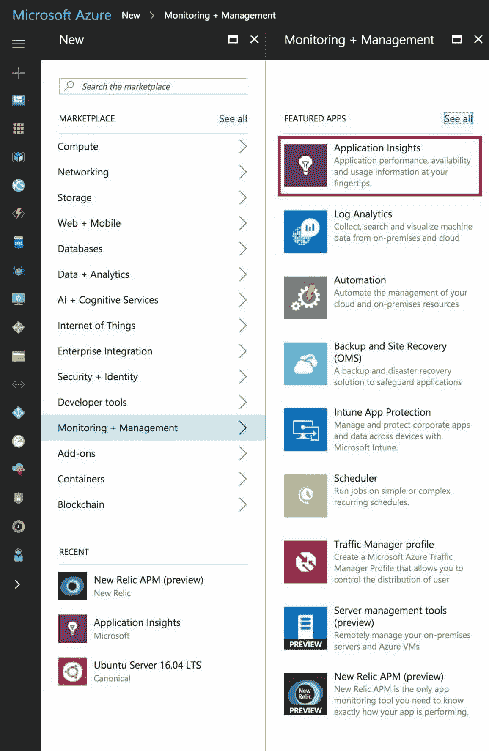 Microsoft Azure New > Monitoring + Management
New
Search the marketplace
MARKETPLACE See all
Compute
Networking
Storage
Web + Mobile
Databases
Data + Analytics
AI + Cognitive Services
Internet of Things
Enterprise Integration
Security + Identity
Developer tools
Monitoring + Management
Add-ons
Containers
Blockchain
RECENT
New Relic APM (preview)
New Relic
Application Insights
Microsoft
Ubuntu Server 16.04 LTS
Canonical
Monitoring + Management
FEATURED APPS See all
Application Insights
Application performance, availability
and usage information at your
fingertips.
Log Analytics
Collect, search and visualize machine
data from on-premises and cloud
Automation
Automate the management of your
cloud and on-premises resources
Backup and Site Recovery
(OMS)
A backup and disaster recovery
solution to safeguard applications
Intune App Protection
Manage and protect corporate apps
and data across devices with
Microsoft Intune.
Scheduler
Run jobs on simple or complex
recurring schedules.
Traffic Manager profile
Create a Microsoft Azure Traffic
Manager Profile that allows you to
control the distribution of user
PREVIEW
Server management tools
(preview)
Remotely manage your on-premises
servers and Azure VMs
New Relic
PREVIEW
New Relic APM (preview)
New Relic APM is the only app
monitoring tool you need to know
exactly how your app is performing.